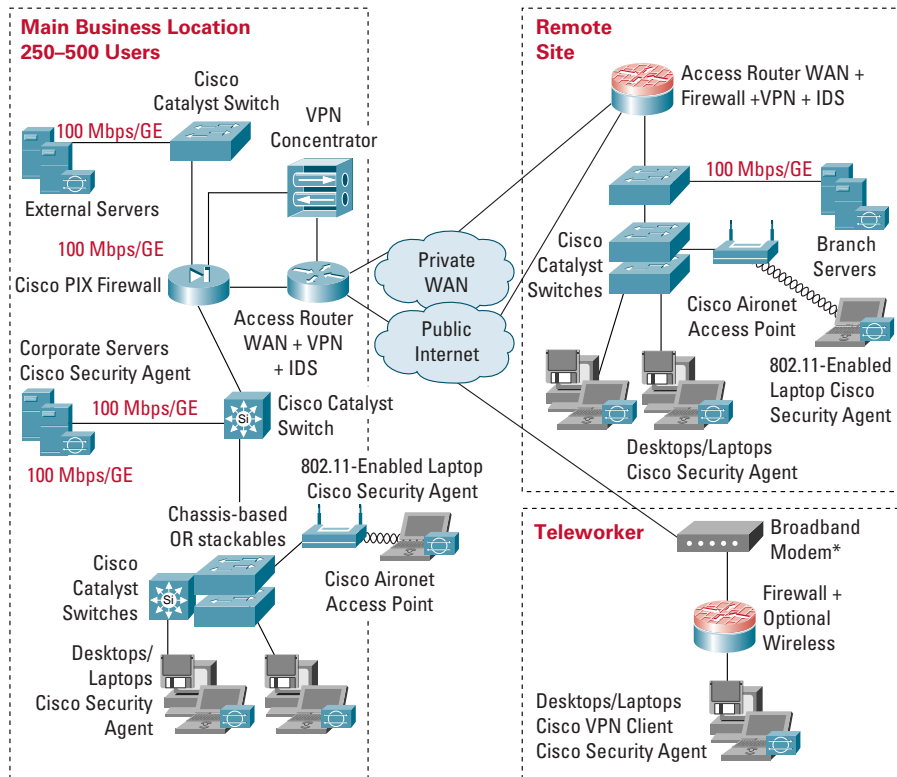 Main Business Location
250–500 Users
Cisco
Catalyst Switch
VPN
Concentrator
100 Mbps/GE
External Servers
100 Mbps/GE
Cisco PIX Firewall
Access Router
WAN + VPN
+ IDS
Corporate Servers
Cisco Security Agent
100 Mbps/GE
Si
Cisco Catalyst
Switch
100 Mbps/GE
802.11-Enabled Laptop
Cisco Security Agent
Chassis-based
OR stackables
Cisco
Catalyst
Switches
Si
Cisco Aironet
Access Point
Desktops/
Laptops
Cisco Security
Agent
Private
WAN
Public
Internet
Remote
Site
Access Router WAN +
Firewall +VPN + IDS
100 Mbps/GE
Branch
Servers
Cisco
Catalyst
Switches
Cisco Aironet
Access Point
802.11-Enabled
Laptop Cisco
Security Agent
Desktops/Laptops
Cisco Security Agent
Teleworker
Broadband
Modem*
Firewall +
Optional
Wireless
Desktops/Laptops
Cisco VPN Client
Cisco Security Agent